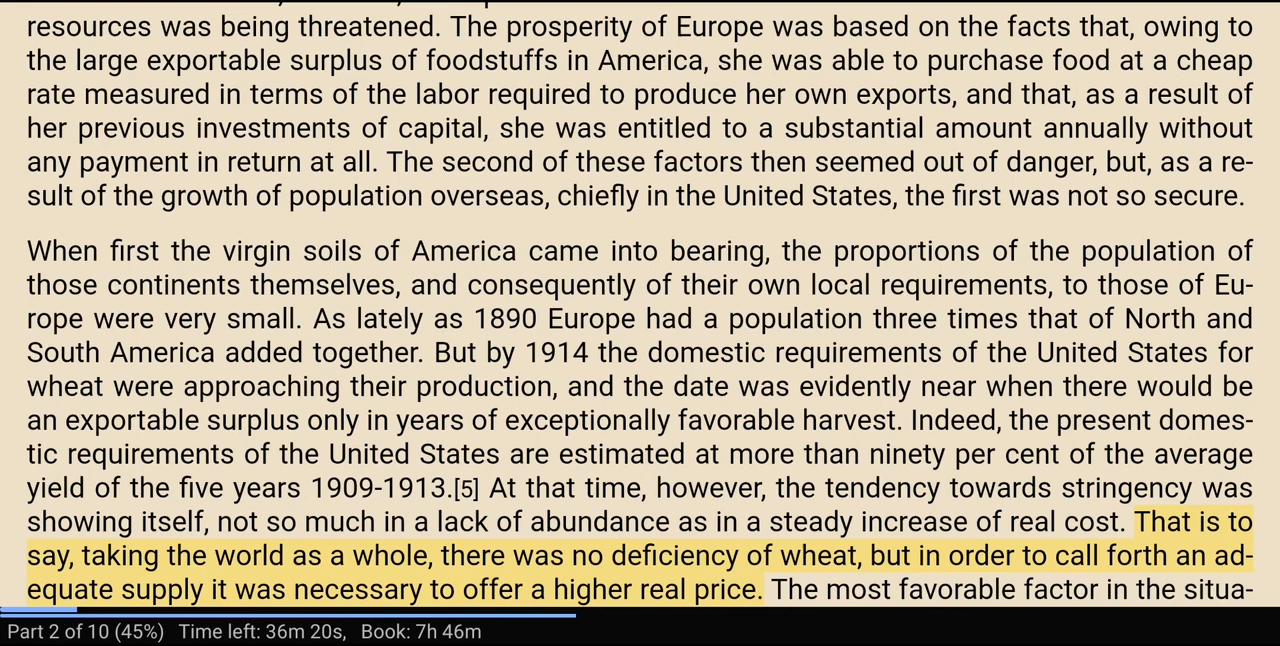 resources was being threatened. The prosperity of Europe was based on the facts that, owing to
the large exportable surplus of foodstuffs in America, she was able to purchase food at a cheap
rate measured in terms of the labor required to produce her own exports, and that, as a result of
her previous investments of capital, she was entitled to a substantial amount annually without
any payment in return at all. The second of these factors then seemed out of danger, but, as a re-
sult of the growth of population overseas, chiefly in the United States, the first was not so secure.
When first the virgin soils of America came into bearing, the proportions of the population of
those continents themselves, and consequently of their own local requirements, to those of Eu-
rope were very small. As lately as 1890 Europe had a population three times that of North and
South America added together. But by 1914 the domestic requirements of the United States for
wheat were approaching their production, and the date was evidently near when there would be
an exportable surplus only in years of exceptionally favorable harvest. Indeed, the present domes-
tic requirements of the United States are estimated at more than ninety per cent of the average
yield of the five years 1909-1913.[5] At that time, however, the tendency towards stringency was
showing itself, not so much in a lack of abundance as in a steady increase of real cost. That is to
say, taking the world as a whole, there was no deficiency of wheat, but in order to call forth an ad-
equate supply it was necessary to offer a higher real price. The most favorable factor in the situa-
Part 2 of 10 (45%) Time left: 36m 20s, Book: 7h 46m